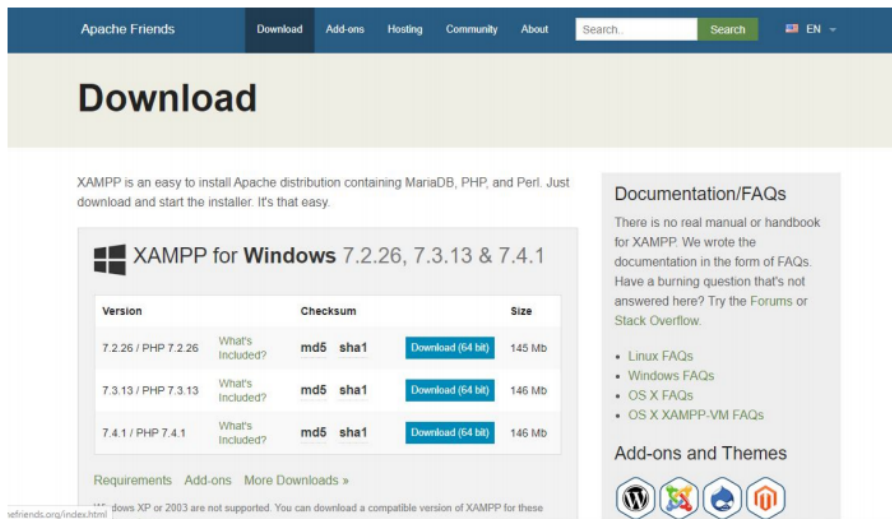 Apache Friends Download Add-ons Hosting Community About Search.. Search EN
Download
XAMPP is an easy to install Apache distribution containing MariaDB, PHP, and Perl. Just
download and start the installer. It's that easy.
XAMPP for Windows 7.2.26, 7.3.13 & 7.4.1
Version Checksum Size
7.2.26 / PHP 7.2.26 What's Included? md5 sha1 Download (64 bit) 145 Mb
7.3.13 / PHP 7.3.13 What's Included? md5 sha1 Download (64 bit) 146 Mb
7.4.1 / PHP 7.4.1 What's Included? md5 sha1 Download (64 bit) 146 Mb
Requirements Add-ons More Downloads »
XP or 2003 are not supported. You can download a compatible version of XAMPP for these
efriends.org/index.html
Documentation/FAQs
There is no real manual or handbook
for XAMPP. We wrote the
documentation in the form of FAQs.
Have a burning question that's not
answered here? Try the Forums or
Stack Overflow.
• Linux FAQs
• Windows FAQs
• OS X FAQs
• OS X XAMPP-VM FAQs
Add-ons and Themes